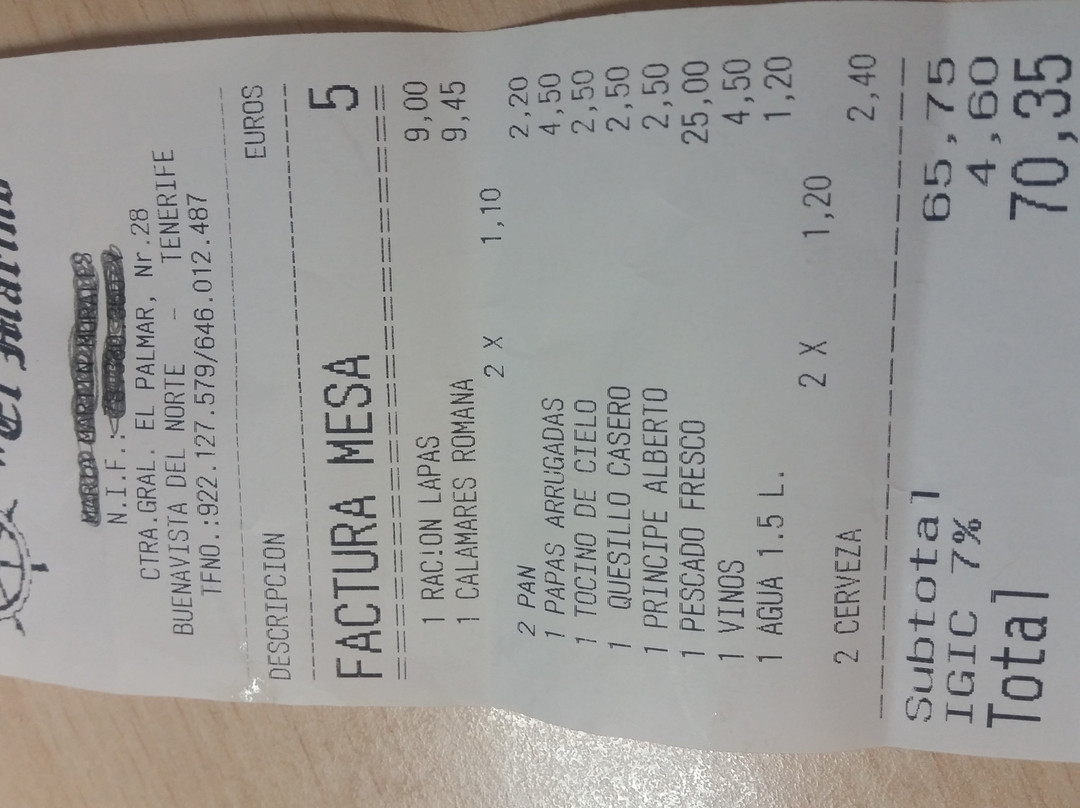 "El Marino
N.I.F.:
CTRA.GRAL. EL PALMAR, Nr.28
BUENAVISTA DEL NORTE - TENERIFE
TFNO.:922.127.579/646.012.487
DESCRIPCION EUROS
FACTURA MESA 5
1 RAC!ON LAPAS 9,00
1 CALAMARES ROMANA 9,45
2 X 1,10
2 PAN 2,20
1 PAPAS ARRUGADAS 4,50
1 TOCINO DE CIELO 2,50
1 QUESILLO CASERO 2,50
1 PRINCIPE ALBERTO 2,50
1 PESCADO FRESCO 25,00
1 VINOS 4,50
1 AGUA 1.5 L. 1,20
2 X 1,20
2 CERVEZA 2,40
Subtotal 65,75
IGIC 7% 4,60
Total 70,35